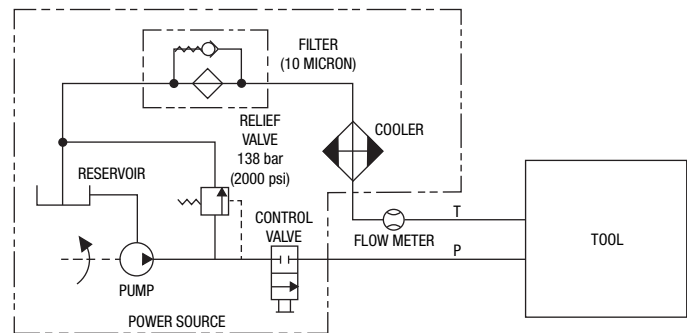 FILTER
(10 MICRON)
RELIEF
VALVE
138 bar
(2000 psi)
COOLER
RESERVOIR
CONTROL
VALVE
FLOW METER
T
P
TOOL
PUMP
POWER SOURCE